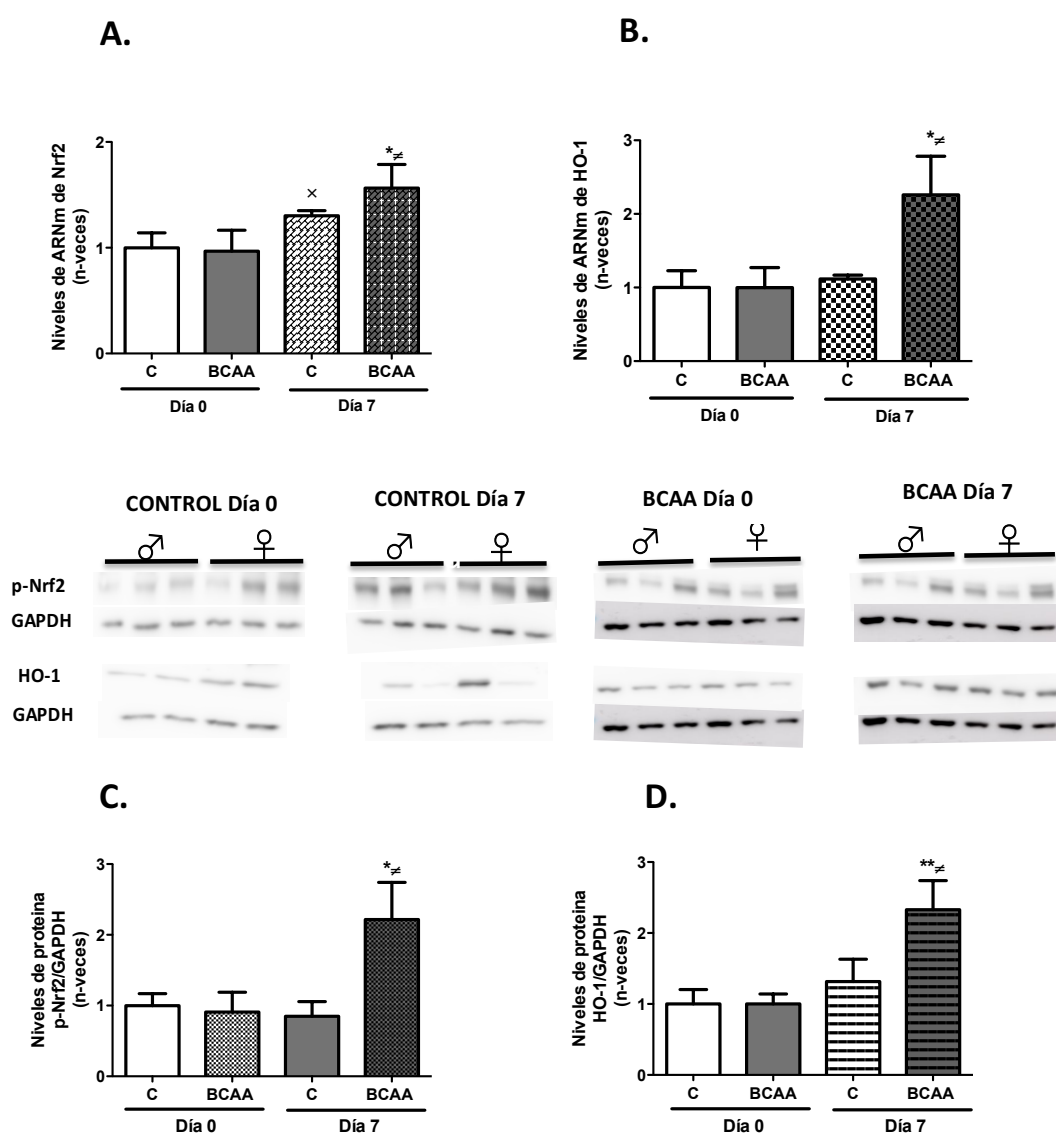 A.
B.
Niveles de ARNm de Nrf2
(n-veces)
2
1
0
×
*≠
C
BCAA
C
BCAA
Día 0
Día 7
Niveles de ARNm de HO-1
(n-veces)
3
2
1
0
*≠
C
BCAA
C
BCAA
Día 0
Día 7
CONTROL Día 0
CONTROL Día 7
BCAA Día 0
BCAA Día 7
♂ ♀
♂ ♀
♂ ♀
♂ ♀
p-Nrf2
GAPDH
HO-1
GAPDH
C.
D.
Niveles de proteina
p-Nrf2/GAPDH
(n-veces)
3
2
1
0
*≠
C
BCAA
C
BCAA
Día 0
Día 7
Niveles de proteina
HO-1/GAPDH
(n-veces)
3
2
1
0
**≠
C
BCAA
C
BCAA
Día 0
Día 7